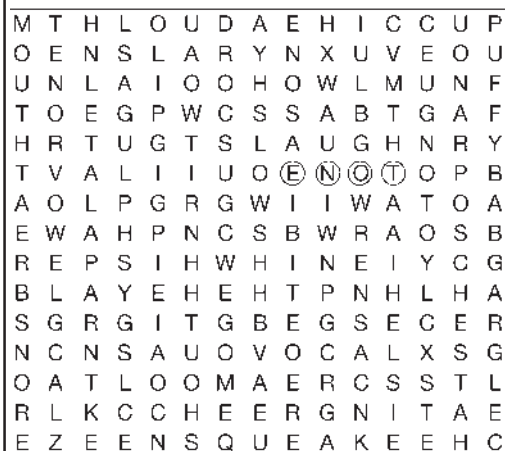 M T H L O U D A E H I C C U P
O E N S L A R Y N X U V E O U
U N L A I O O H O W L M U N F
T O E G P W C S S A B T G A F
H R T U G T S L A U G H N R Y
T V A L I I U O E N O T O P B
A O L P G R G W I I W A T O A
E W A H P N C S B W R A O S B
R E P S I H W H I N E I Y C G
B L A Y E H E H T P N H L H A
S G R G I T G B E G S E C E R
N C N S A U O V O C A L X S G
O A T L O O M A E R C S S T L
R L K C C H E E R G N I T A E
E Z E E N S Q U E A K E E H C